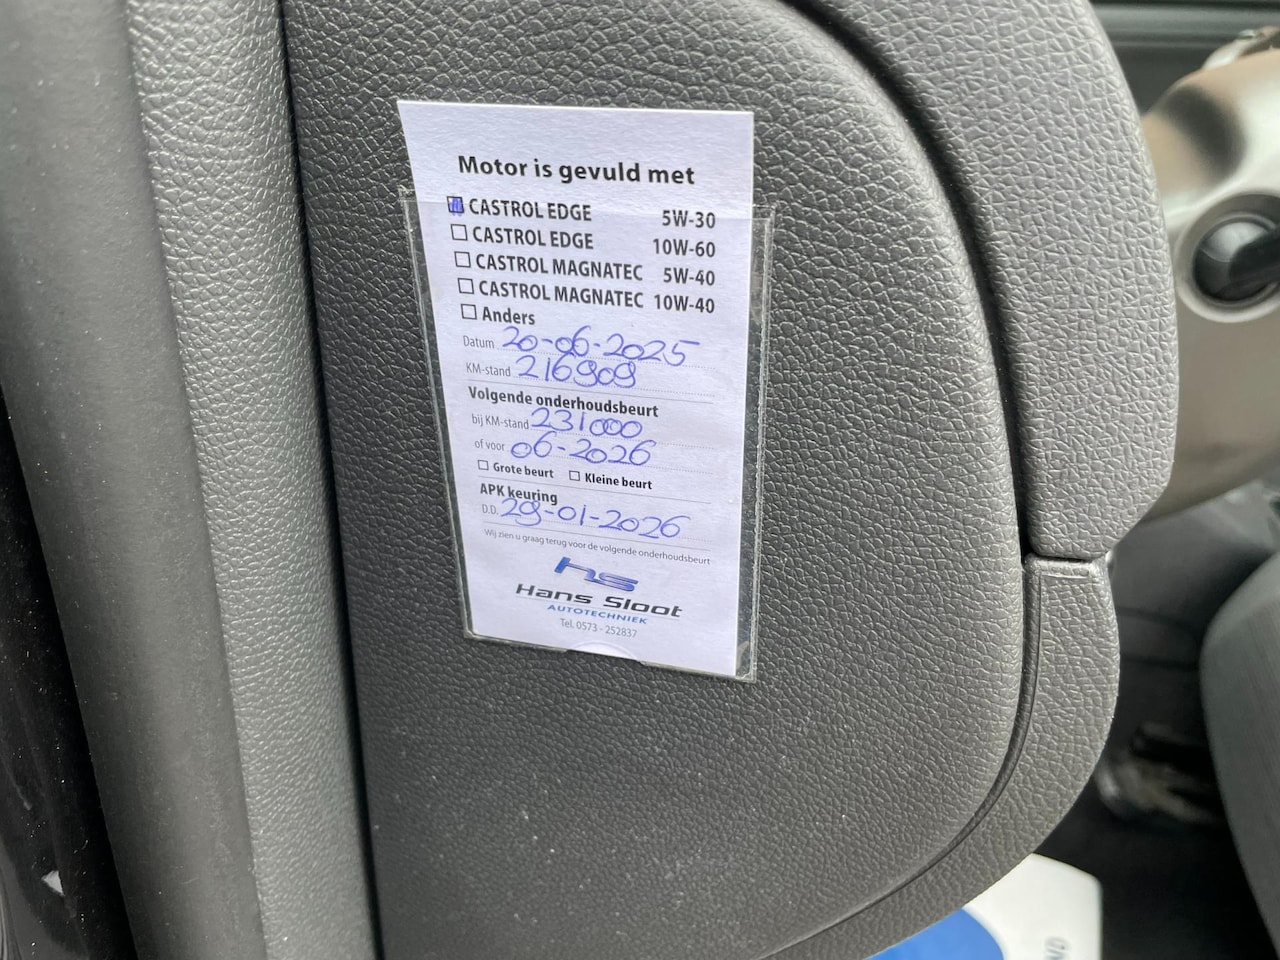 Motor is gevuld met
CASTROL EDGE 5W-30
CASTROL EDGE 10W-60
CASTROL MAGNATEC 5W-40
CASTROL MAGNATEC 10W-40
Anders
Datum 20-06-2025
KM-stand 216909
Volgende onderhoudsbeurt
bij KM-stand 231000
of voor 06-2026
Grote beurt Kleine beurt
APK keuring
D.D. 29-01-2026
Wij zien u graag terug voor de volgende onderhoudsbeurt
hs
Hans Sloot
AUTOTECHNIEK
Tel. 0573 - 252837